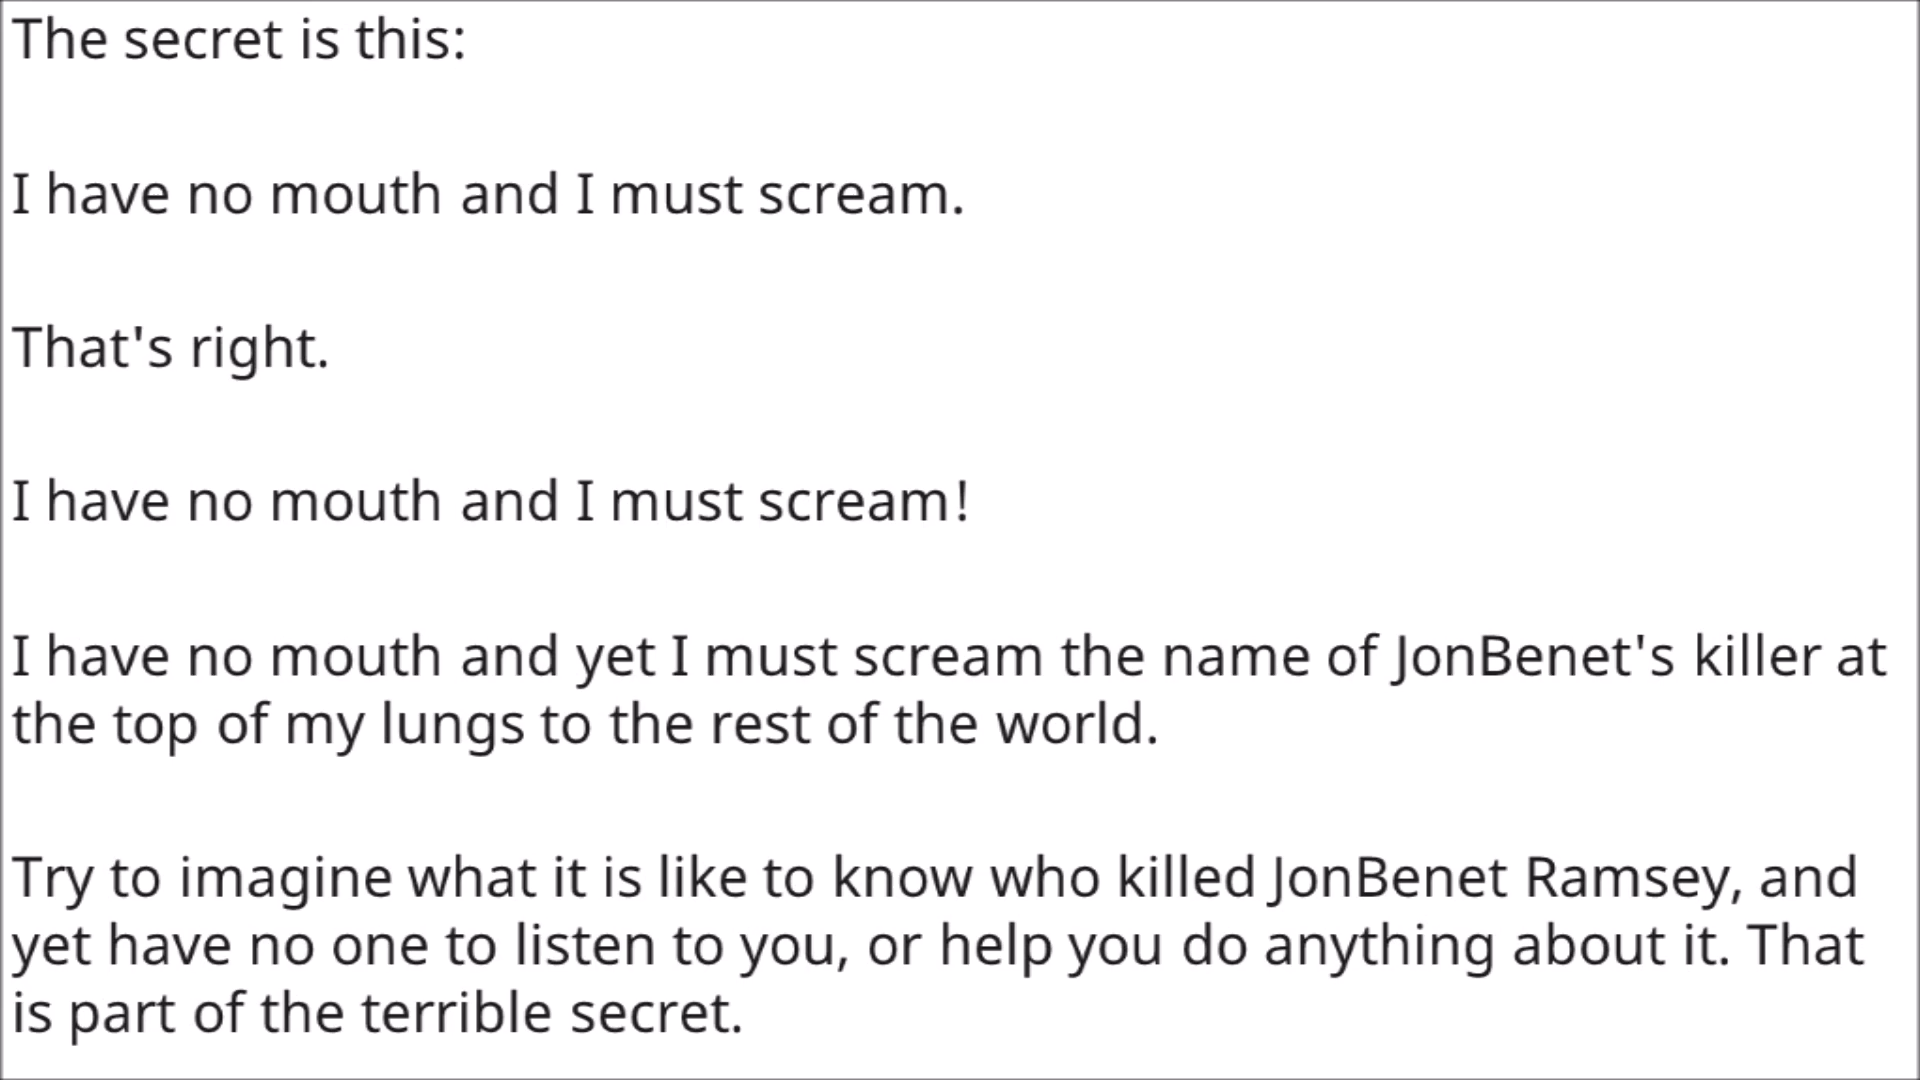 The secret is this:
I have no mouth and I must scream.
That's right.
I have no mouth and I must scream!
I have no mouth and yet I must scream the name of JonBenet's killer at
the top of my lungs to the rest of the world.
Try to imagine what it is like to know who killed JonBenet Ramsey, and
yet have no one to listen to you, or help you do anything about it. That
is part of the terrible secret.